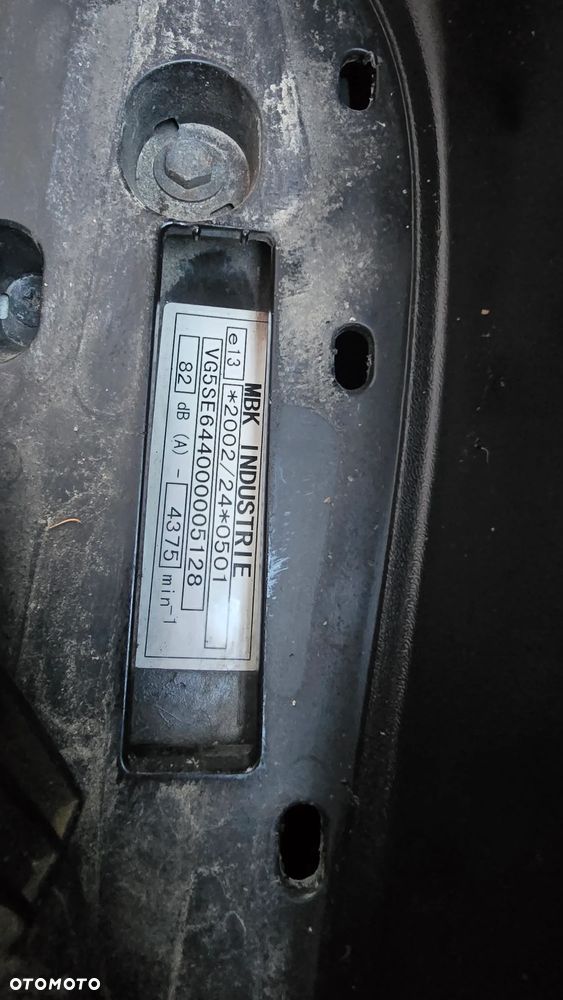 MBK INDUSTRIE
e13 *2002/24*0501
VG5SE644000005128
82 dB (A) - 4375 min⁻¹
OTOMOTO